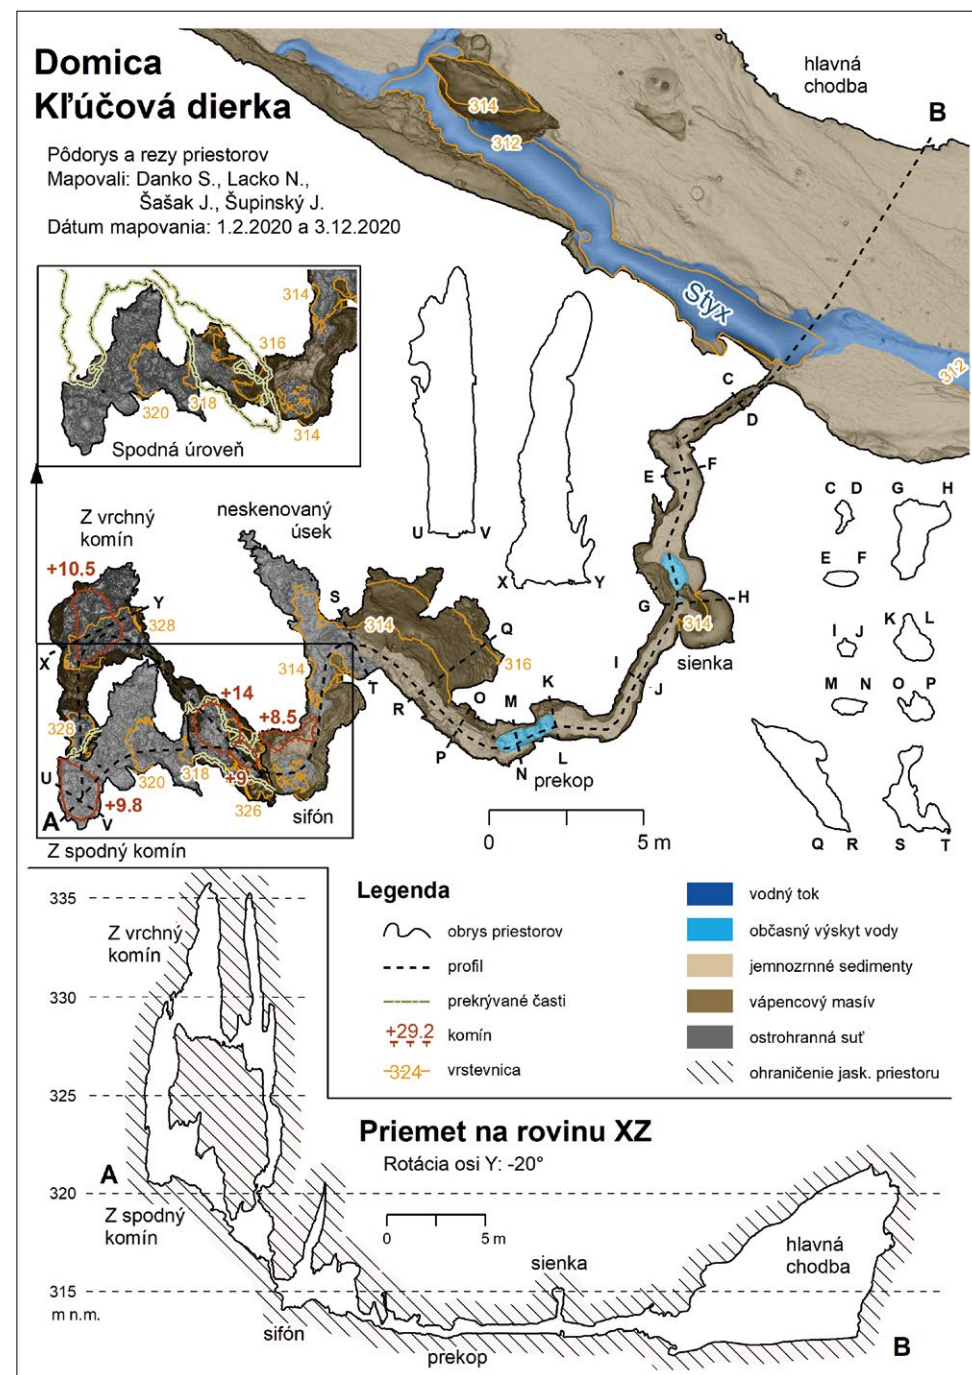 Domica
Kľúčová dierka
Pôdorys a rezy priestorov
Mapovali: Danko S., Lacko N.,
Šašak J., Šupinský J.
Dátum mapovania: 1.2.2020 a 3.12.2020
hlavná
chodba
B
314
312
Styx
312
314
316
320
318
314
Spodná úroveň
C
D
E
F
G
H
314
sienka
I
J
K
L
M
N
prekop
O
P
Q
R
S
T
314
316
314
neskenovaný
úsek
Z vrchný
komín
+10.5
Y
328
X
328
+14
+8.5
+9
320
318
326
sifón
U
+9.8
A
V
Z spodný komín
U V
X Y
C D
G H
E F
I J
K L
M N
O P
Q R
S T
0 5 m
Legenda
obrys priestorov
profil
prekrývané časti
+29.2 komín
324 vrstevnica
vodný tok
občasný výskyt vody
jemnozrnné sedimenty
vápencový masív
ostrohranná suť
ohraničenie jask. priestoru
Priemet na rovinu XZ
Rotácia osi Y: -20°
0 5 m
335
330
325
320
315
m n.m.
Z vrchný
komín
A
Z spodný
komín
sifón
prekop
sienka
hlavná
chodba
B